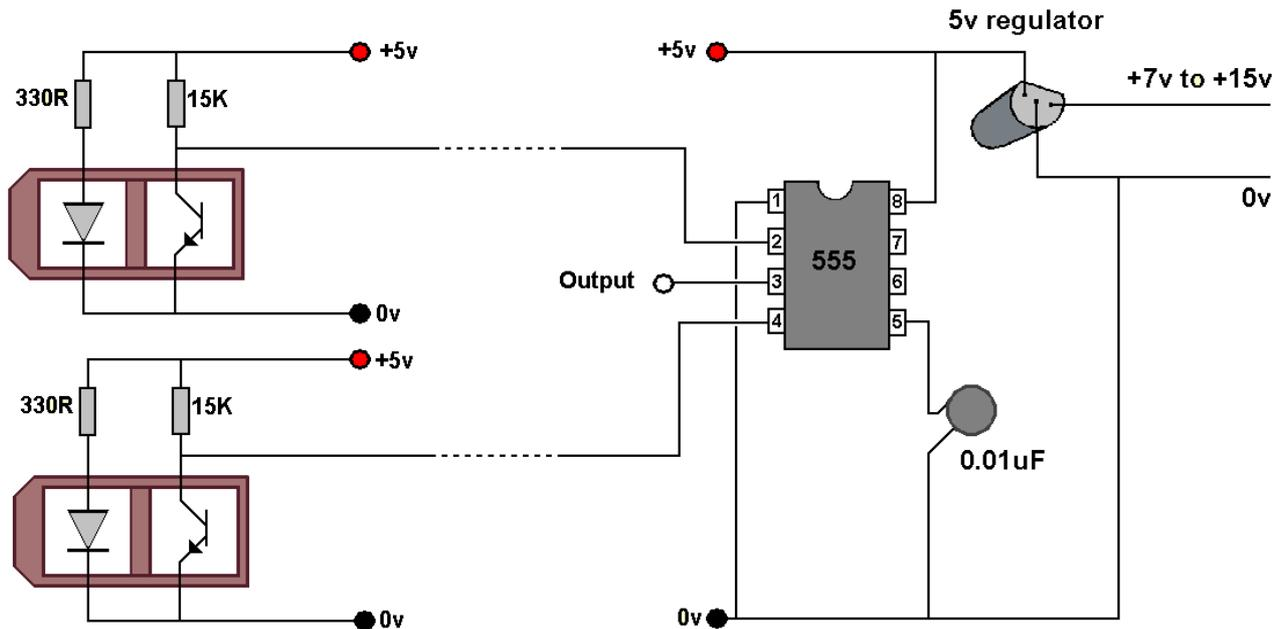 5v regulator
+5v
+5v
+7v to +15v
330R
15K
0v
1
8
2
7
555
Output
3
6
4
5
0v
+5v
330R
15K
0.01uF
0v
0v